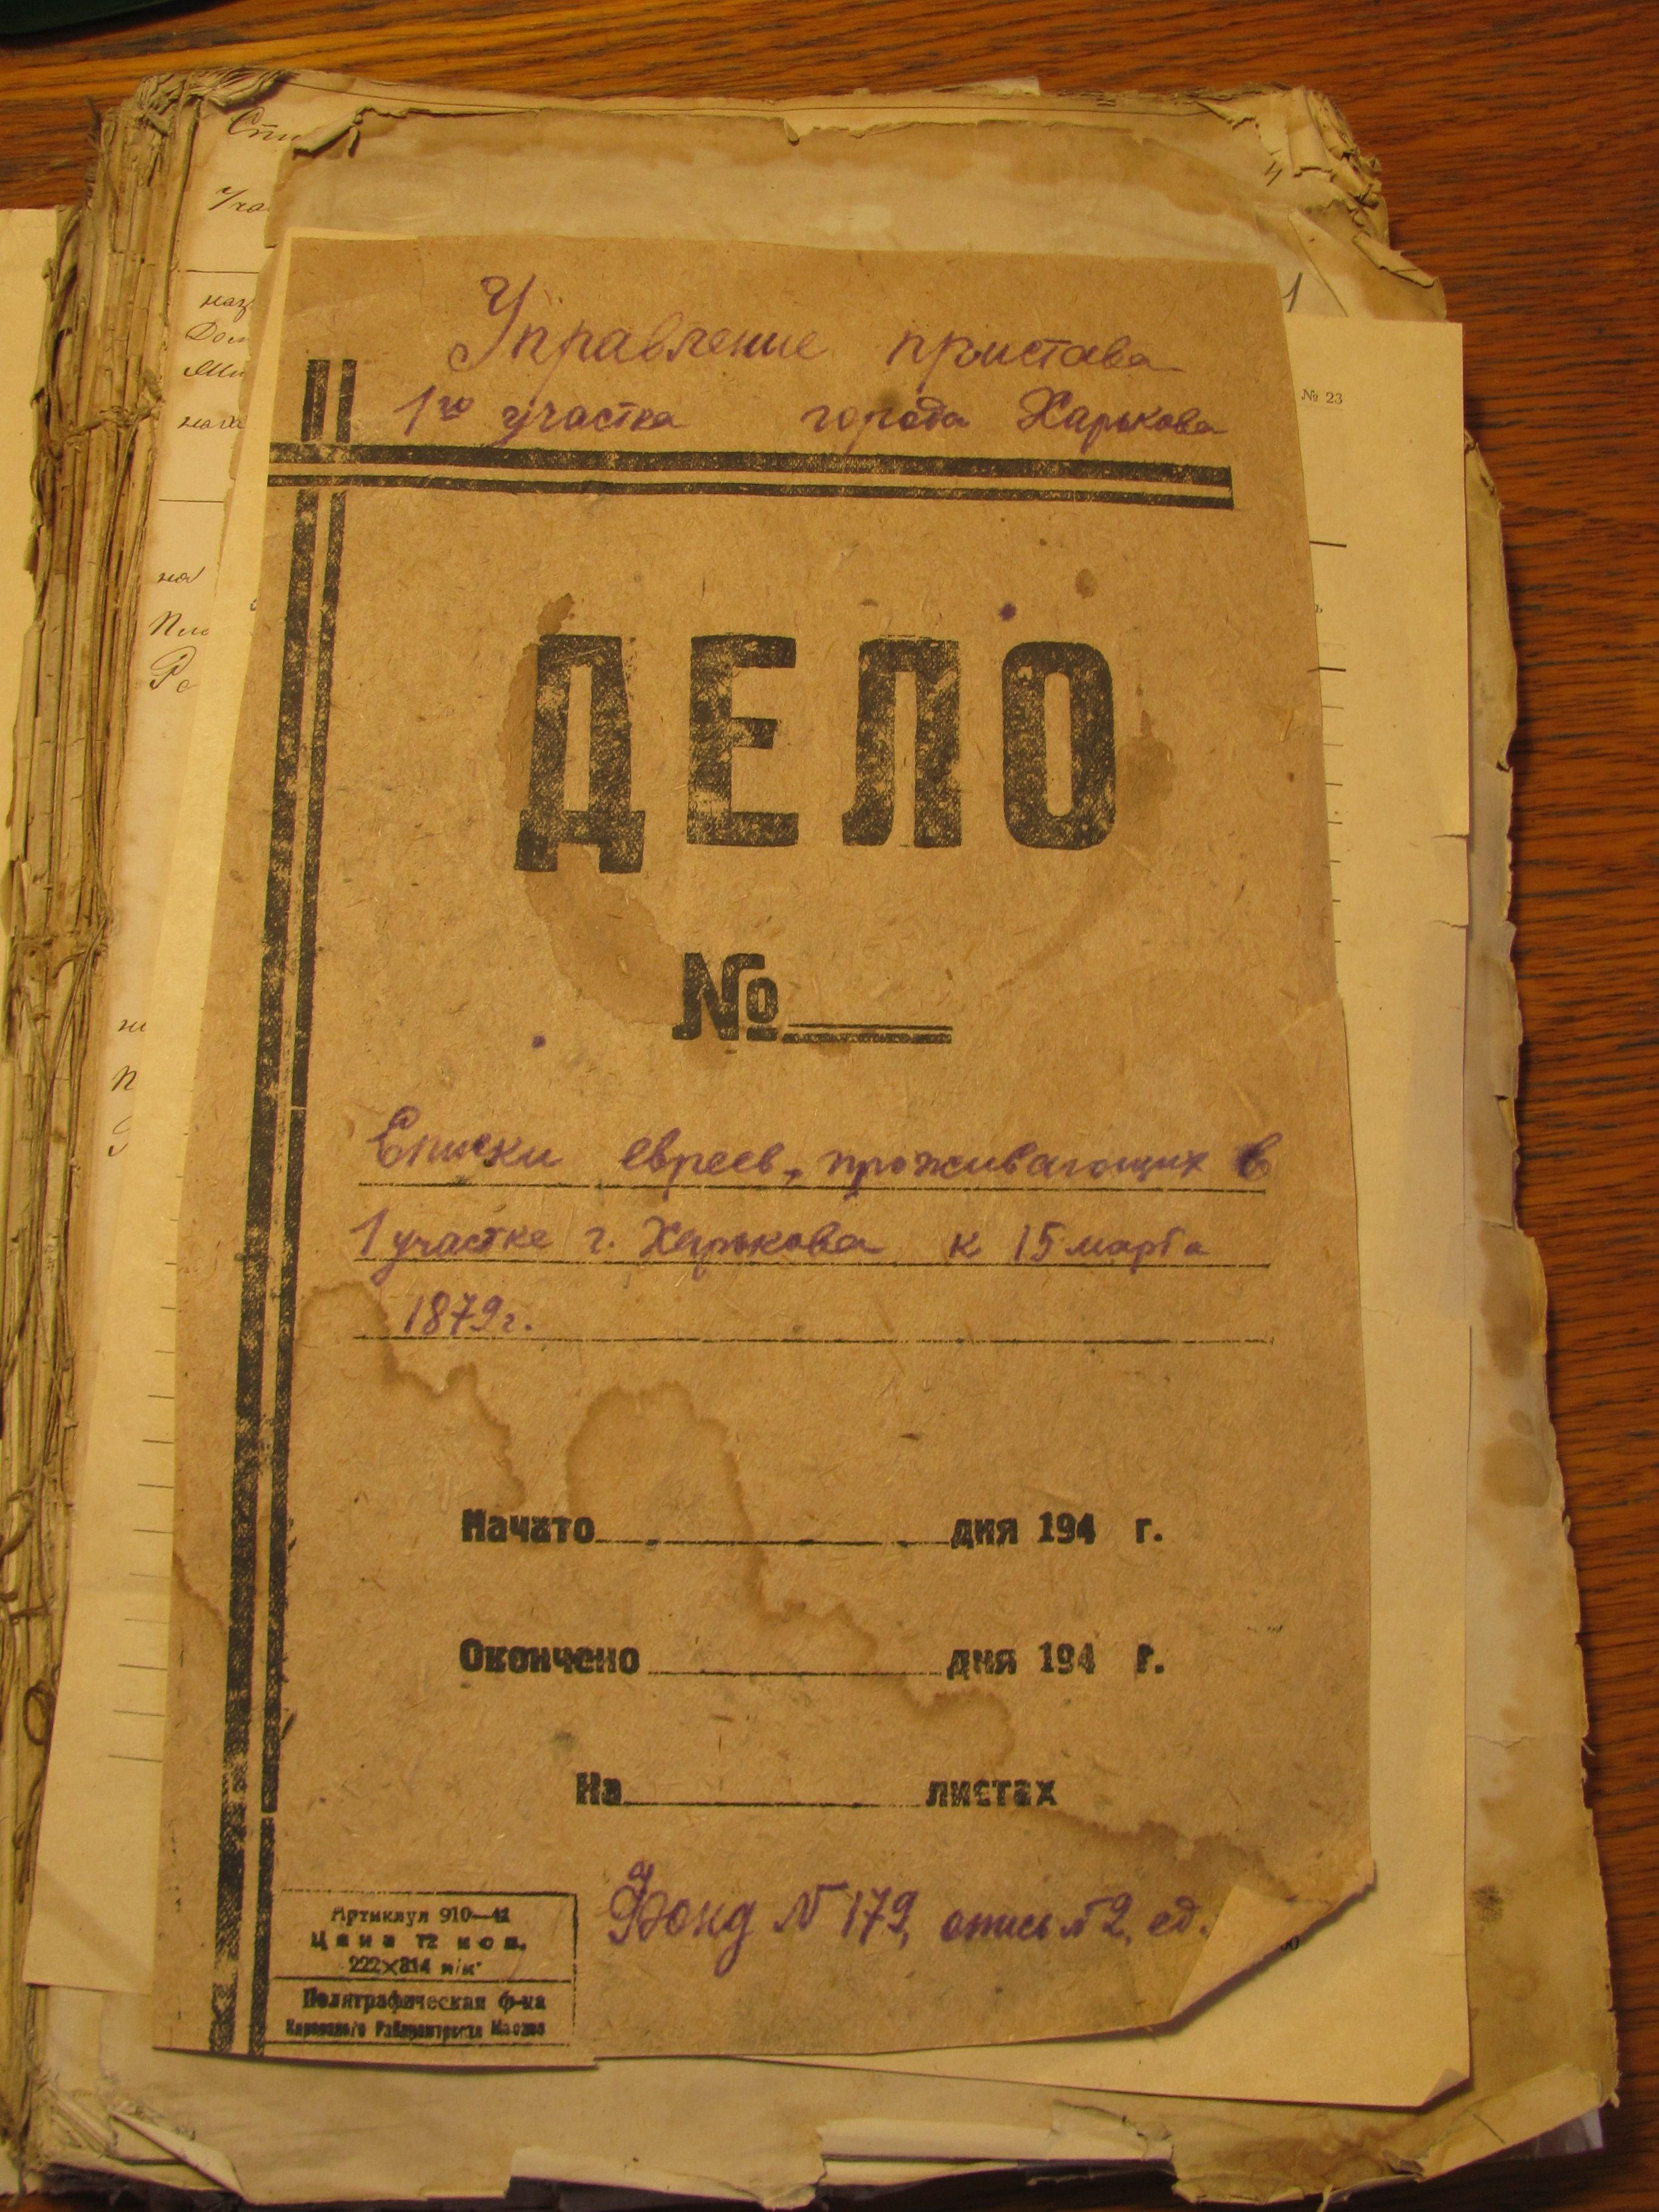 Управление пристава
1го участка города Харькова
№ 23
ДЕЛО
№
Списки евреев, проживающих в
1 участке г. Харькова к 15 марта
1879г.
Начато дня 194 г.
Окончено дня 194 г.
На листах
Фонд № 179, опись № 2, ед.
Артикул 910—41
Цена 72 коп.
222×314 м/м
Полиграфическая ф-ка